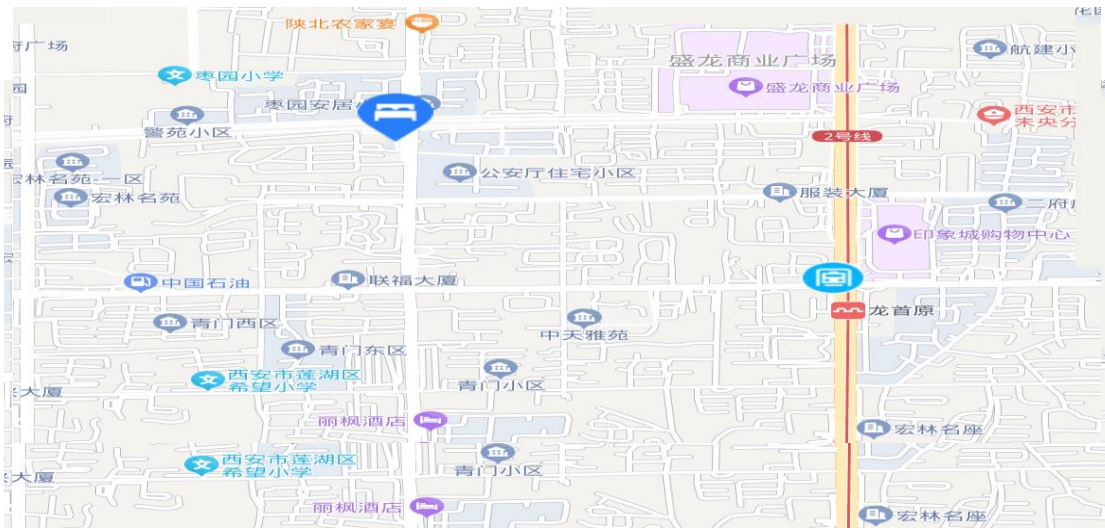 陕北农家宴
府广场
盛龙商业广场
航建小
枣园小学
盛龙商业广场
园
枣园安居小
西安市
未央分
警苑小区
2号线
公安厅住宅小区
宏林名苑一区
服装大厦
宏林名苑
二府
印象城购物中心
中国石油
联福大厦
龙首原
青门西区
中天雅苑
青门东区
西安市莲湖区
希望小学
青门小区
大厦
丽枫酒店
宏林名座
西安市莲湖区
希望小学
青门小区
大厦
丽枫酒店
宏林名座